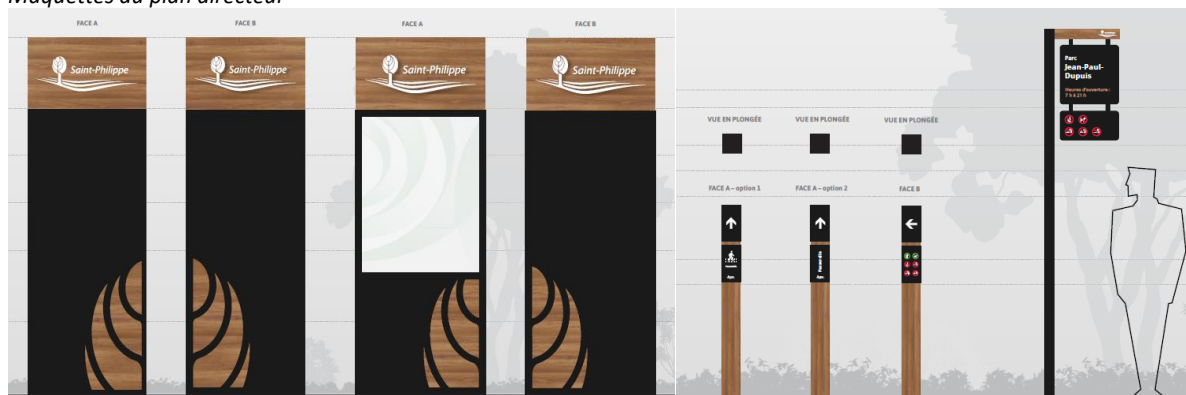 Maquettes du plan directeur
FACE A
FACE B
FACE A
FACE B
Saint-Philippe
Saint-Philippe
Saint-Philippe
Saint-Philippe
VUE EN PLONGÉE
VUE EN PLONGÉE
VUE EN PLONGÉE
FACE A – option 1
FACE A – option 2
FACE B
Parc
Jean-Paul-
Dupuis
Heures d'ouverture :
7 h à 21 h